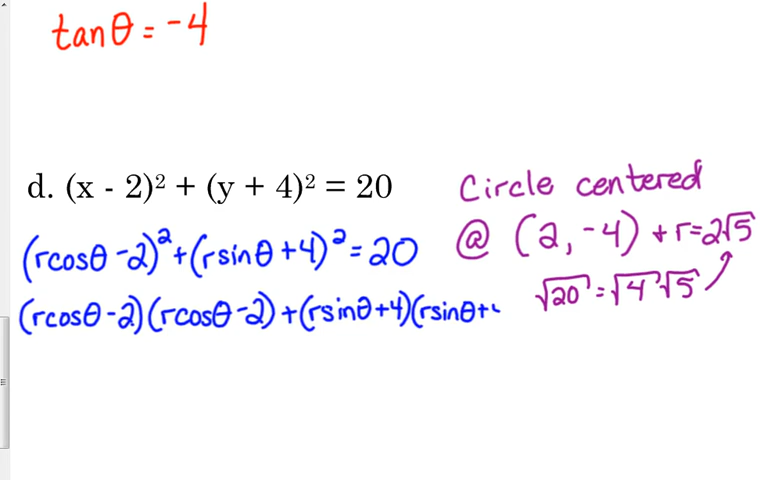 tanθ = -4
d. (x - 2)² + (y + 4)² = 20
Circle centered
@ (2, -4) + r=2√5
√20 = √4 √5
(rcosθ -2)² + (rsinθ +4)² = 20
(rcosθ -2)(rcosθ -2) + (rsinθ+4)(rsinθ+